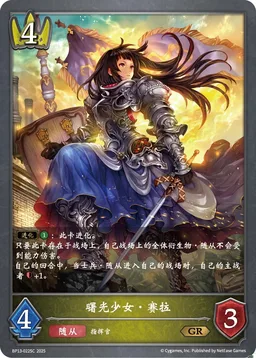 4
进化 1：此卡进化。
只要此卡存在于战场上，自己战场上的全体衍生物·随从不会受到能力伤害。
自己的回合中，当士兵·随从进入自己的战场时，自己的主战者+1。
曙光少女·赛拉
4
随从
指挥官
GR
3
BP13-022SC 2025
© Cygames, Inc. Published by NetEase Games